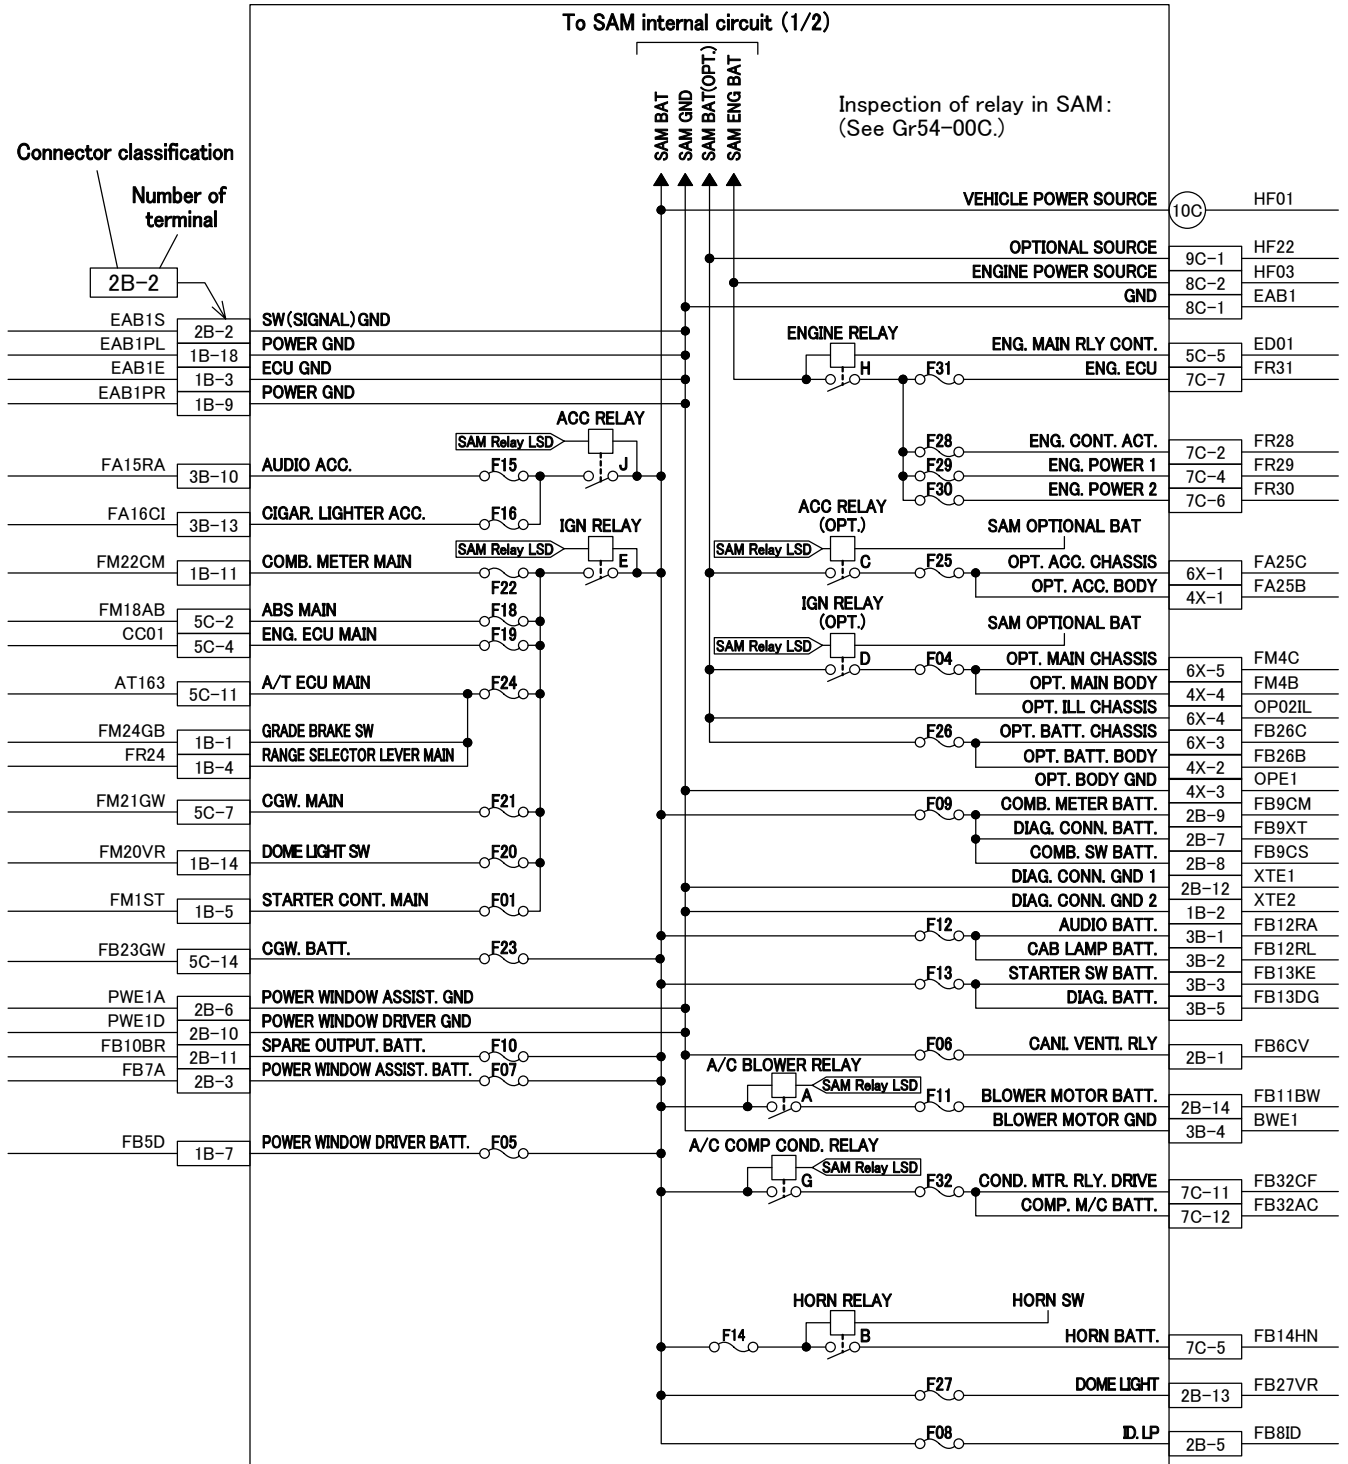 To SAM internal circuit (1/2)
SAM BAT
SAM GND
SAM BAT(OPT.)
SAM ENG BAT
Inspection of relay in SAM:
(See Gr54-00C.)
Connector classification
Number of
terminal
2B-2
VEHICLE POWER SOURCE 10C HF01
OPTIONAL SOURCE 9C-1 HF22
ENGINE POWER SOURCE 8C-2 HF03
GND 8C-1 EAB1
EAB1S 2B-2 SW(SIGNAL)GND
EAB1PL 1B-18 POWER GND
EAB1E 1B-3 ECU GND
EAB1PR 1B-9 POWER GND
ENGINE RELAY
ENG. MAIN RLY CONT. 5C-5 ED01
H F31 ENG. ECU 7C-7 FR31
ACC RELAY
SAM Relay LSD
FA15RA 3B-10 AUDIO ACC. F15 J
FA16CI 3B-13 CIGAR. LIGHTER ACC. F16
F28 ENG. CONT. ACT. 7C-2 FR28
F29 ENG. POWER 1 7C-4 FR29
F30 ENG. POWER 2 7C-6 FR30
IGN RELAY
SAM Relay LSD
FM22CM 1B-11 COMB. METER MAIN F22 E
ACC RELAY
(OPT.)
SAM OPTIONAL BAT
SAM Relay LSD
C F25 OPT. ACC. CHASSIS 6X-1 FA25C
OPT. ACC. BODY 4X-1 FA25B
FM18AB 5C-2 ABS MAIN F18
CC01 5C-4 ENG. ECU MAIN F19
IGN RELAY
(OPT.)
SAM OPTIONAL BAT
SAM Relay LSD
D F04 OPT. MAIN CHASSIS 6X-5 FM4C
OPT. MAIN BODY 4X-4 FM4B
AT163 5C-11 A/T ECU MAIN F24
OPT. ILL CHASSIS 6X-4 OP02IL
FM24GB 1B-1 GRADE BRAKE SW
FR24 1B-4 RANGE SELECTOR LEVER MAIN
F26 OPT. BATT. CHASSIS 6X-3 FB26C
OPT. BATT. BODY 4X-2 FB26B
OPT. BODY GND 4X-3 OPE1
FM21GW 5C-7 CGW. MAIN F21
F09 COMB. METER BATT. 2B-9 FB9CM
DIAG. CONN. BATT. 2B-7 FB9XT
COMB. SW BATT. 2B-8 FB9CS
FM20VR 1B-14 DOME LIGHT SW F20
DIAG. CONN. GND 1 2B-12 XTE1
DIAG. CONN. GND 2 1B-2 XTE2
FM1ST 1B-5 STARTER CONT. MAIN F01
F12 AUDIO BATT. 3B-1 FB12RA
CAB LAMP BATT. 3B-2 FB12RL
FB23GW 5C-14 CGW. BATT. F23
F13 STARTER SW BATT. 3B-3 FB13KE
DIAG. BATT. 3B-5 FB13DG
PWE1A 2B-6 POWER WINDOW ASSIST. GND
PWE1D 2B-10 POWER WINDOW DRIVER GND
FB10BR 2B-11 SPARE OUTPUT. BATT. F10
FB7A 2B-3 POWER WINDOW ASSIST. BATT. F07
F06 CANI. VENTI. RLY 2B-1 FB6CV
A/C BLOWER RELAY
SAM Relay LSD
A F11 BLOWER MOTOR BATT. 2B-14 FB11BW
BLOWER MOTOR GND 3B-4 BWE1
FB5D 1B-7 POWER WINDOW DRIVER BATT. F05
A/C COMP COND. RELAY
SAM Relay LSD
G F32 COND. MTR. RLY. DRIVE 7C-11 FB32CF
COMP. M/C BATT. 7C-12 FB32AC
HORN RELAY
HORN SW
F14 B HORN BATT. 7C-5 FB14HN
F27 DOME LIGHT 2B-13 FB27VR
F08 ID. LP 2B-5 FB8ID